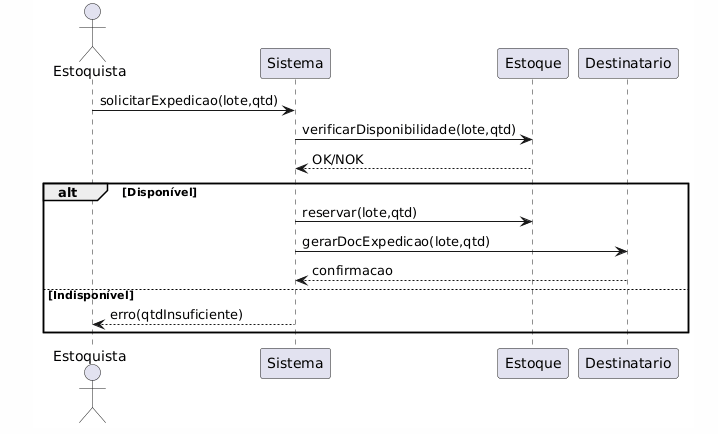 Estoquista
Sistema
Estoque
Destinatario
solicitarExpedicao(lote,qtd)
verificarDisponibilidade(lote,qtd)
OK/NOK
alt
[Disponível]
reservar(lote,qtd)
gerarDocExpedicao(lote,qtd)
confirmacao
[Indisponível]
erro(qtdInsuficiente)
Estoquista
Sistema
Estoque
Destinatario